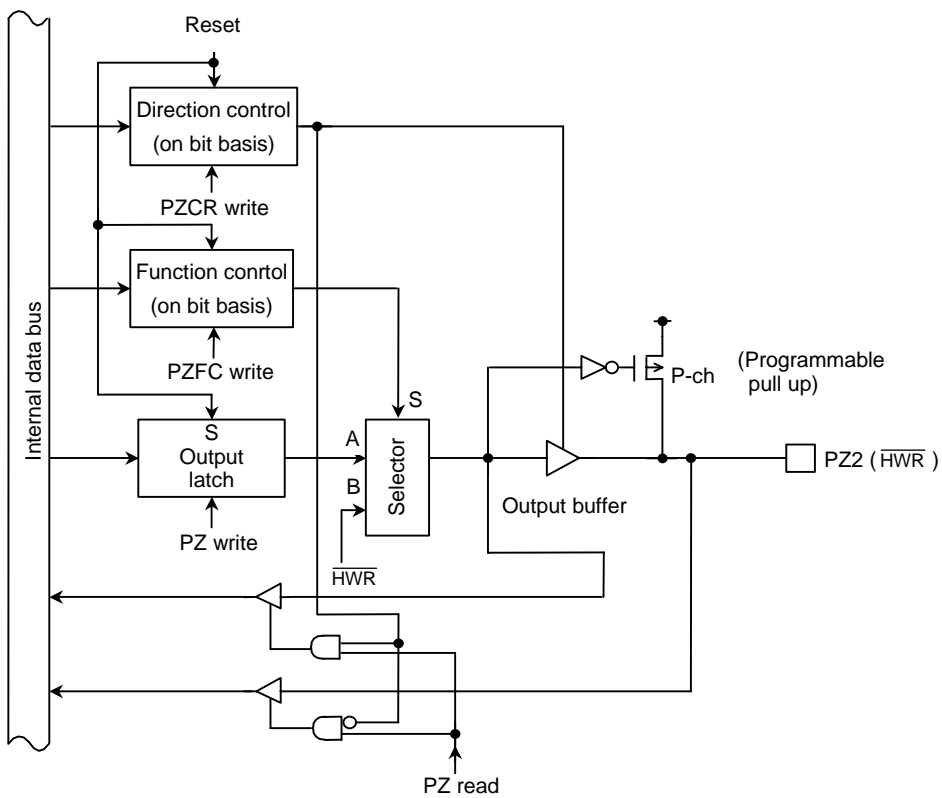 Reset
Direction control
(on bit basis)
PZCR write
Function conrtol
(on bit basis)
PZFC write
Internal data bus
S
Output
latch
PZ write
A
B
S
Selector
HWR
P-ch
(Programmable
pull up)
Output buffer
PZ2 (HWR)
PZ read